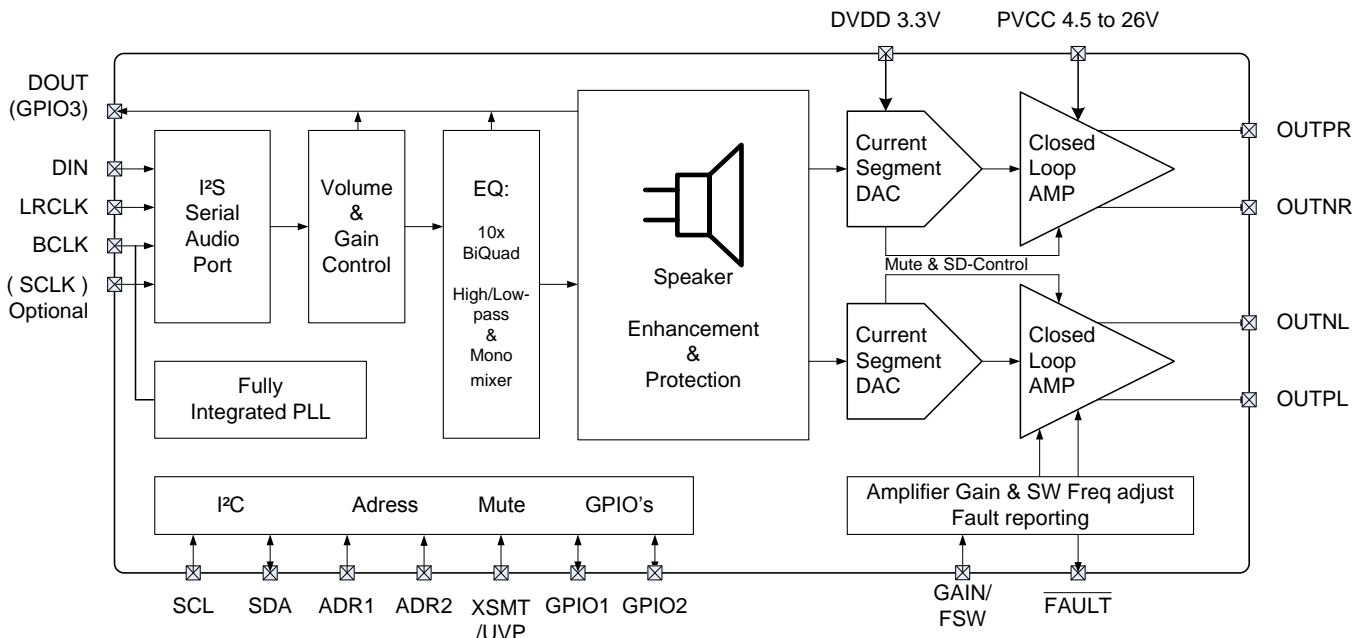 DVDD 3.3V
PVCC 4.5 to 26V
DOUT
(GPIO3)
DIN
LRCLK
BCLK
( SCLK )
Optional
I²S
Serial
Audio
Port
Volume
&
Gain
Control
EQ:
10x
BiQuad
High/Low-
pass
&
Mono
mixer
Speaker
Enhancement
&
Protection
Current
Segment
DAC
Closed
Loop
AMP
OUTPR
OUTNR
Mute & SD-Control
Current
Segment
DAC
Closed
Loop
AMP
OUTNL
OUTPL
Fully
Integrated PLL
I²C
Adress
Mute
GPIO's
Amplifier Gain & SW Freq adjust
Fault reporting
SCL
SDA
ADR1
ADR2
XSMT
/UVP
GPIO1
GPIO2
GAIN/
FSW
FAULT